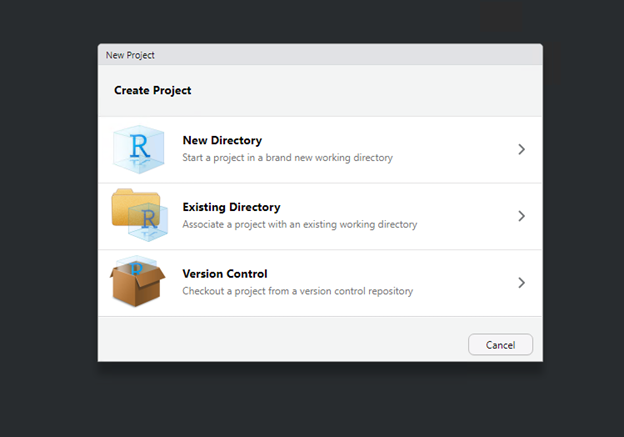 New Project
Create Project
R
New Directory
Start a project in a brand new working directory
R
Existing Directory
Associate a project with an existing working directory
R
Version Control
Checkout a project from a version control repository
Cancel